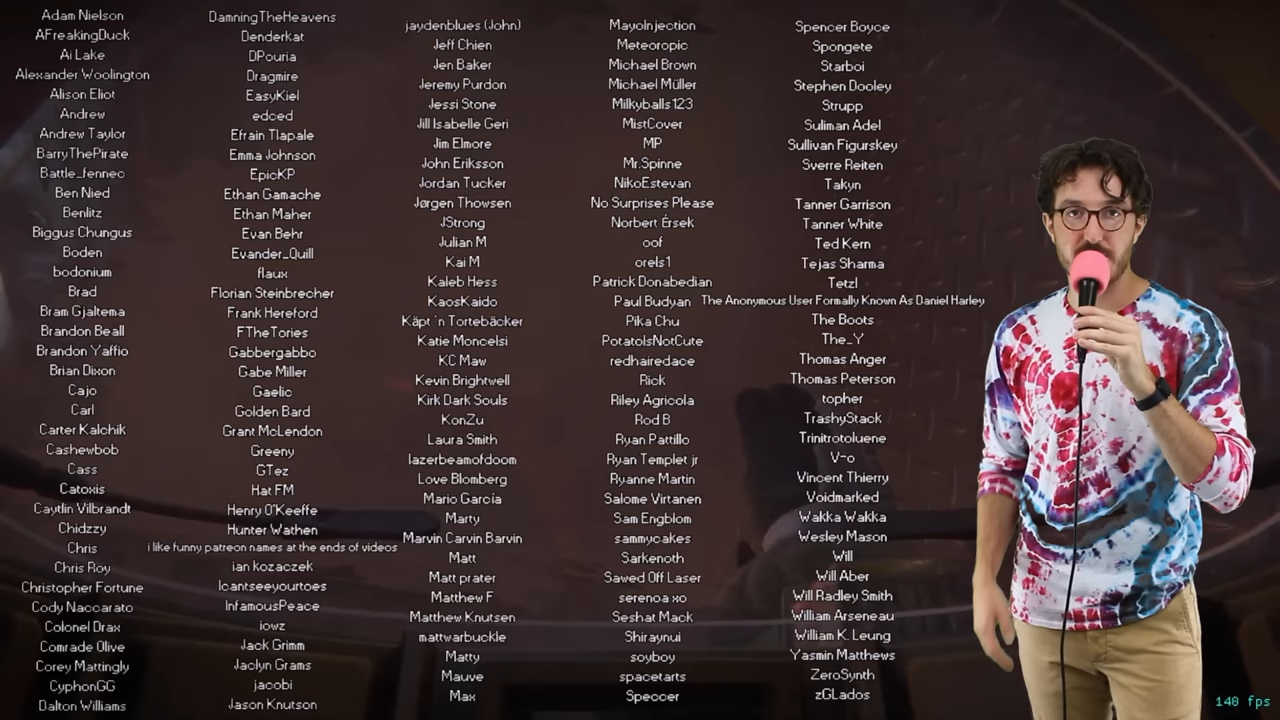 Adam Nielson
AFreakingDuck
Ai Lake
Alexander Woolington
Alison Eliot
Andrew
Andrew Taylor
BarryThePirate
Battle_fennec
Ben Nied
Benlitz
Biggus Chungus
Boden
bodonium
Brad
Bram Gjaltema
Brandon Beall
Brandon Yaffio
Brian Dixon
Cajo
Carl
Carter Kalchik
Cashewbob
Cass
Catoxis
Caytlin Vilbrandt
Chidzzy
Chris
Chris Roy
Christopher Fortune
Cody Naccarato
Colonel Drax
Comrade Olive
Corey Mattingly
CyphonGG
Dalton Williams
DamningTheHeavens
Denderkat
DPouria
Dragmire
EasyKiel
edced
Efrain Tlapale
Emma Johnson
EpicKP
Ethan Gamache
Ethan Maher
Evan Behr
Evander_Quill
flaux
Florian Steinbrecher
Frank Hereford
FTheTories
Gabbergabbo
Gabe Miller
Gaelic
Golden Bard
Grant McLendon
Greeny
GTez
Hat FM
Henry O'Keeffe
Hunter Wathen
i like funny patreon names at the ends of videos
ian kozaczek
Icantseeyourtoes
InfamousPeace
iowz
Jack Grimm
Jaclyn Grams
jacobi
Jason Knutson
jaydenblues (John)
Jeff Chien
Jen Baker
Jeremy Purdon
Jessi Stone
Jill Isabelle Geri
Jim Elmore
John Eriksson
Jordan Tucker
Jørgen Thowsen
JStrong
Julian M
Kai M
Kaleb Hess
KaosKaido
Käpt´n Tortebäcker
Katie Moncelsi
KC Maw
Kevin Brightwell
Kirk Dark Souls
KonZu
Laura Smith
lazerbeamofdoom
Love Blomberg
Mario García
Marty
Marvin Carvin Barvin
Matt
Matt prater
Matthew F
Matthew Knutsen
mattwarbuckle
Matty
Mauve
Max
MayoInjection
Meteoropic
Michael Brown
Michael Müller
Milkyballs123
MistCover
MP
Mr.Spinne
NikoEstevan
No Surprises Please
Norbert Érsek
oof
orels1
Patrick Donabedian
Paul Budyan
Pika Chu
PotatoIsNotCute
redhairedace
Rick
Riley Agricola
Rod B
Ryan Pattillo
Ryan Templet jr
Ryanne Martin
Salome Virtanen
Sam Engblom
sammycakes
Sarkenoth
Sawed Off Laser
serenoa xo
Seshat Mack
Shiraynui
soyboy
spacetarts
Speccer
Spencer Boyce
Spongete
Starboi
Stephen Dooley
Strupp
Suliman Adel
Sullivan Figurskey
Sverre Reiten
Takyn
Tanner Garrison
Tanner White
Ted Kern
Tejas Sharma
Tetzl
The Anonymous User Formally Known As Daniel Harley
The Boots
The_Y
Thomas Anger
Thomas Peterson
topher
TrashyStack
Trinitrotoluene
V-o
Vincent Thierry
Voidmarked
Wakka Wakka
Wesley Mason
Will
Will Aber
Will Radley Smith
William Arseneau
William K. Leung
Yasmin Matthews
ZeroSynth
zGLados
140 fps